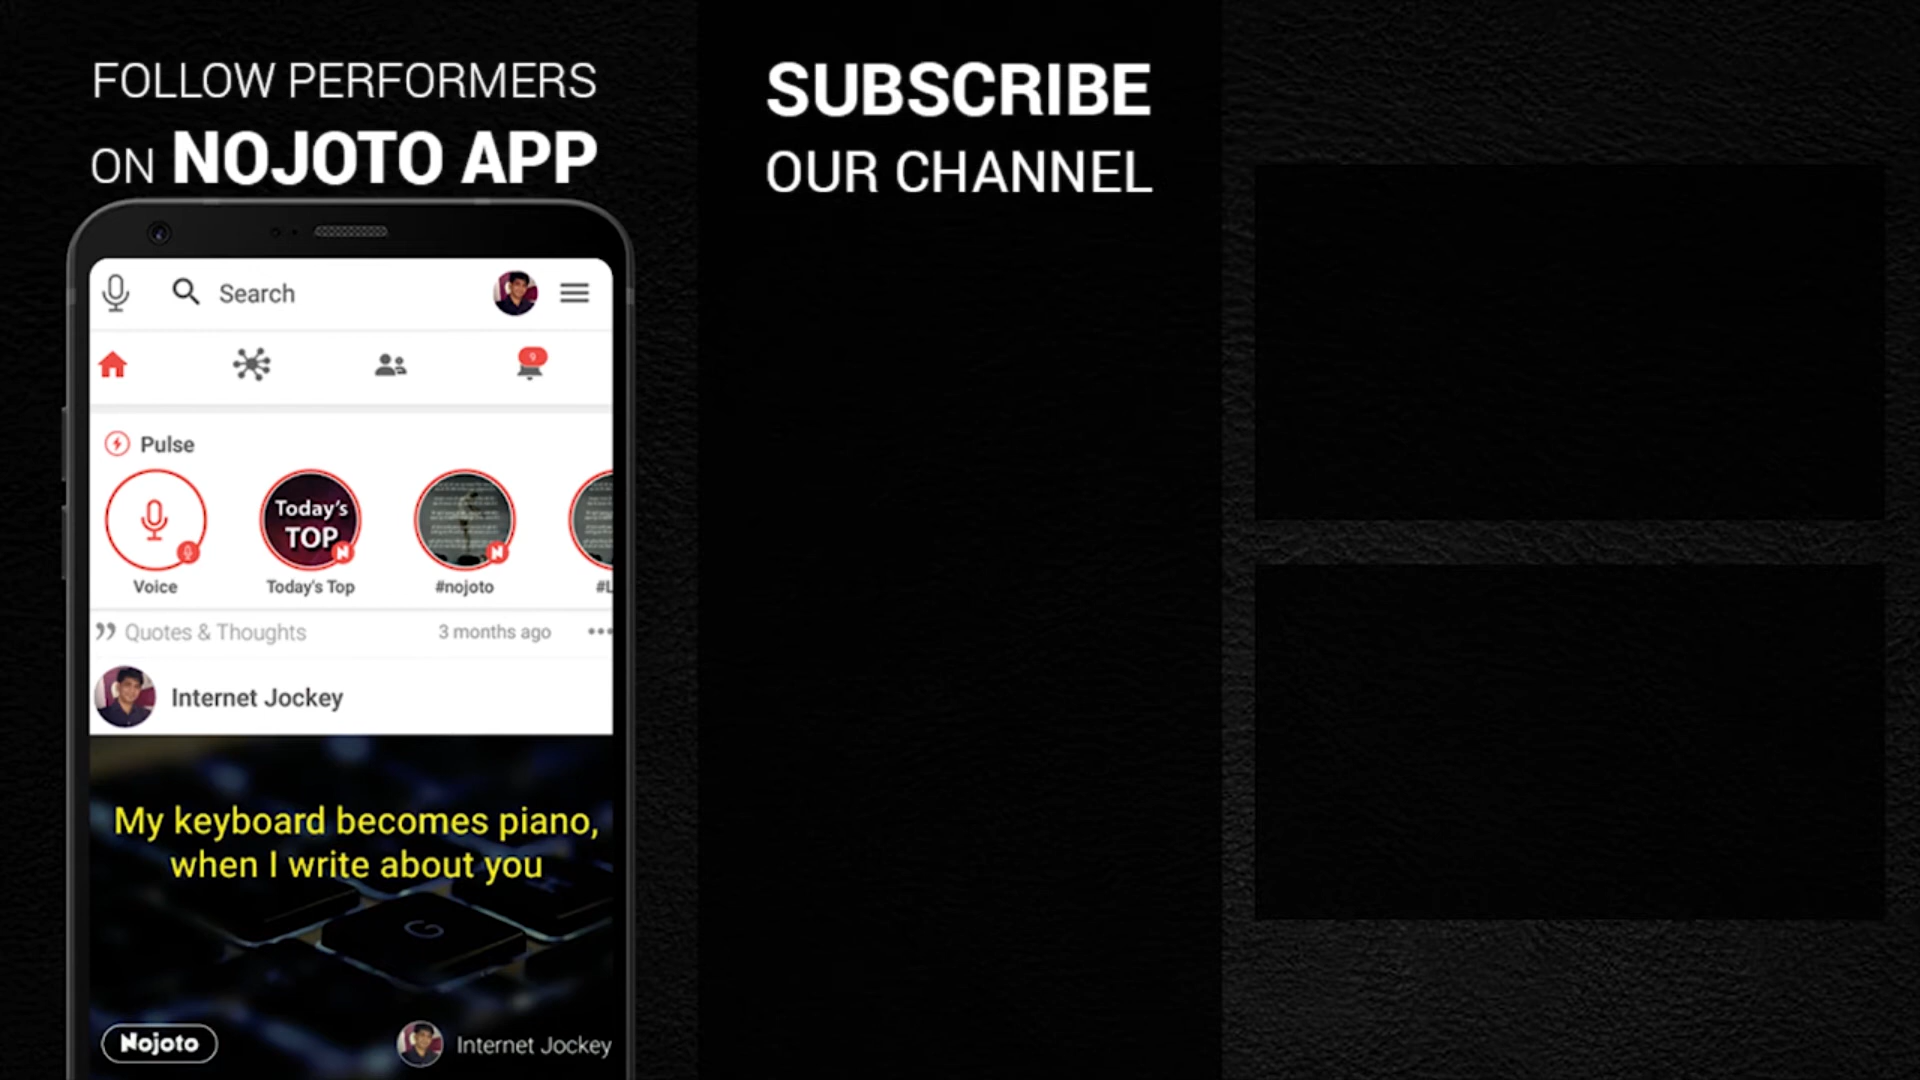 FOLLOW PERFORMERS
ON NOJOTO APP
SUBSCRIBE
OUR CHANNEL
Search
9
Pulse
Today's
TOP
Voice
Today's Top
#nojoto
#L
Quotes & Thoughts
3 months ago
Internet Jockey
My keyboard becomes piano,
when I write about you
G
Nojoto
Internet Jockey